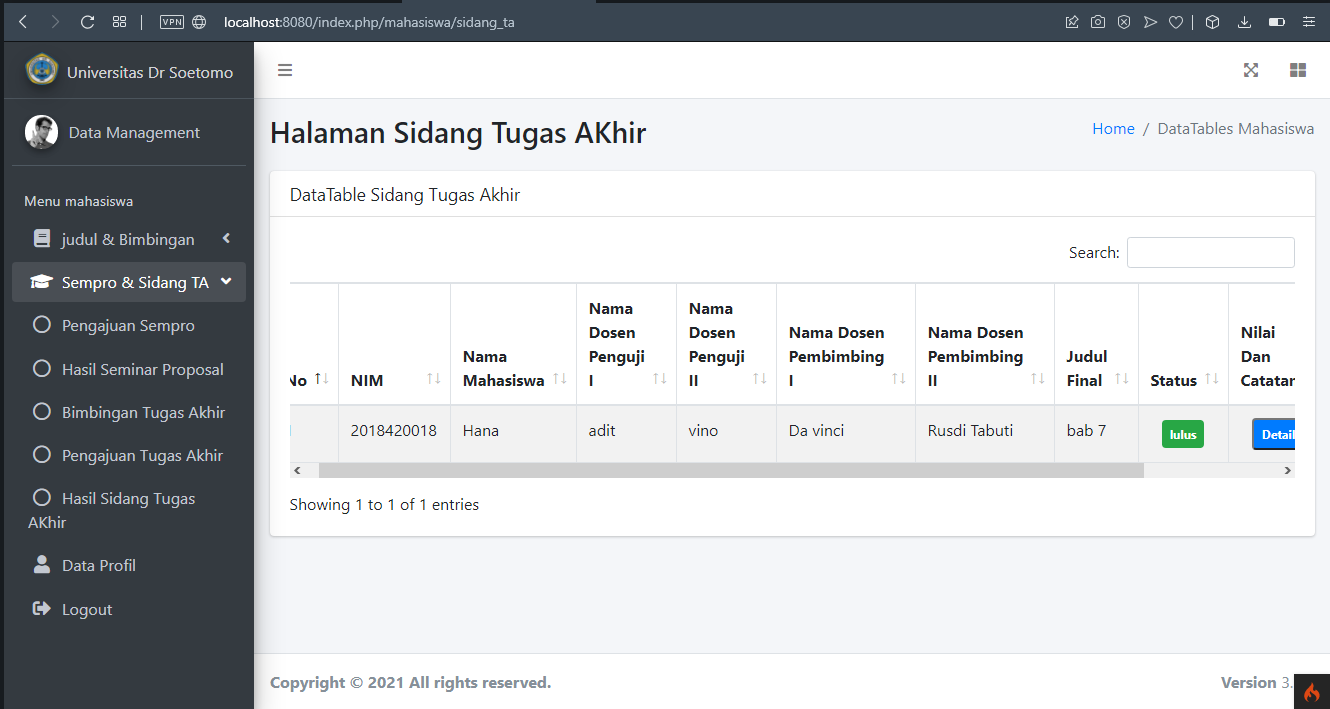 VPN localhost:8080/index.php/mahasiswa/sidang_ta
Universitas Dr Soetomo
Data Management
Menu mahasiswa
judul & Bimbingan
Sempro & Sidang TA
Pengajuan Sempro
Hasil Seminar Proposal
Bimbingan Tugas Akhir
Pengajuan Tugas Akhir
Hasil Sidang Tugas
AKhir
Data Profil
Logout
Halaman Sidang Tugas AKhir
Home / DataTables Mahasiswa
DataTable Sidang Tugas Akhir
Search:
No
NIM
Nama
Mahasiswa
Nama
Dosen
Penguji
I
Nama
Dosen
Penguji
II
Nama Dosen
Pembimbing
I
Nama Dosen
Pembimbing
II
Judul
Final
Status
Nilai
Dan
Catatan
2018420018 Hana adit vino Da vinci Rusdi Tabuti bab 7 lulus Detail
Showing 1 to 1 of 1 entries
Copyright © 2021 All rights reserved.
Version 3.